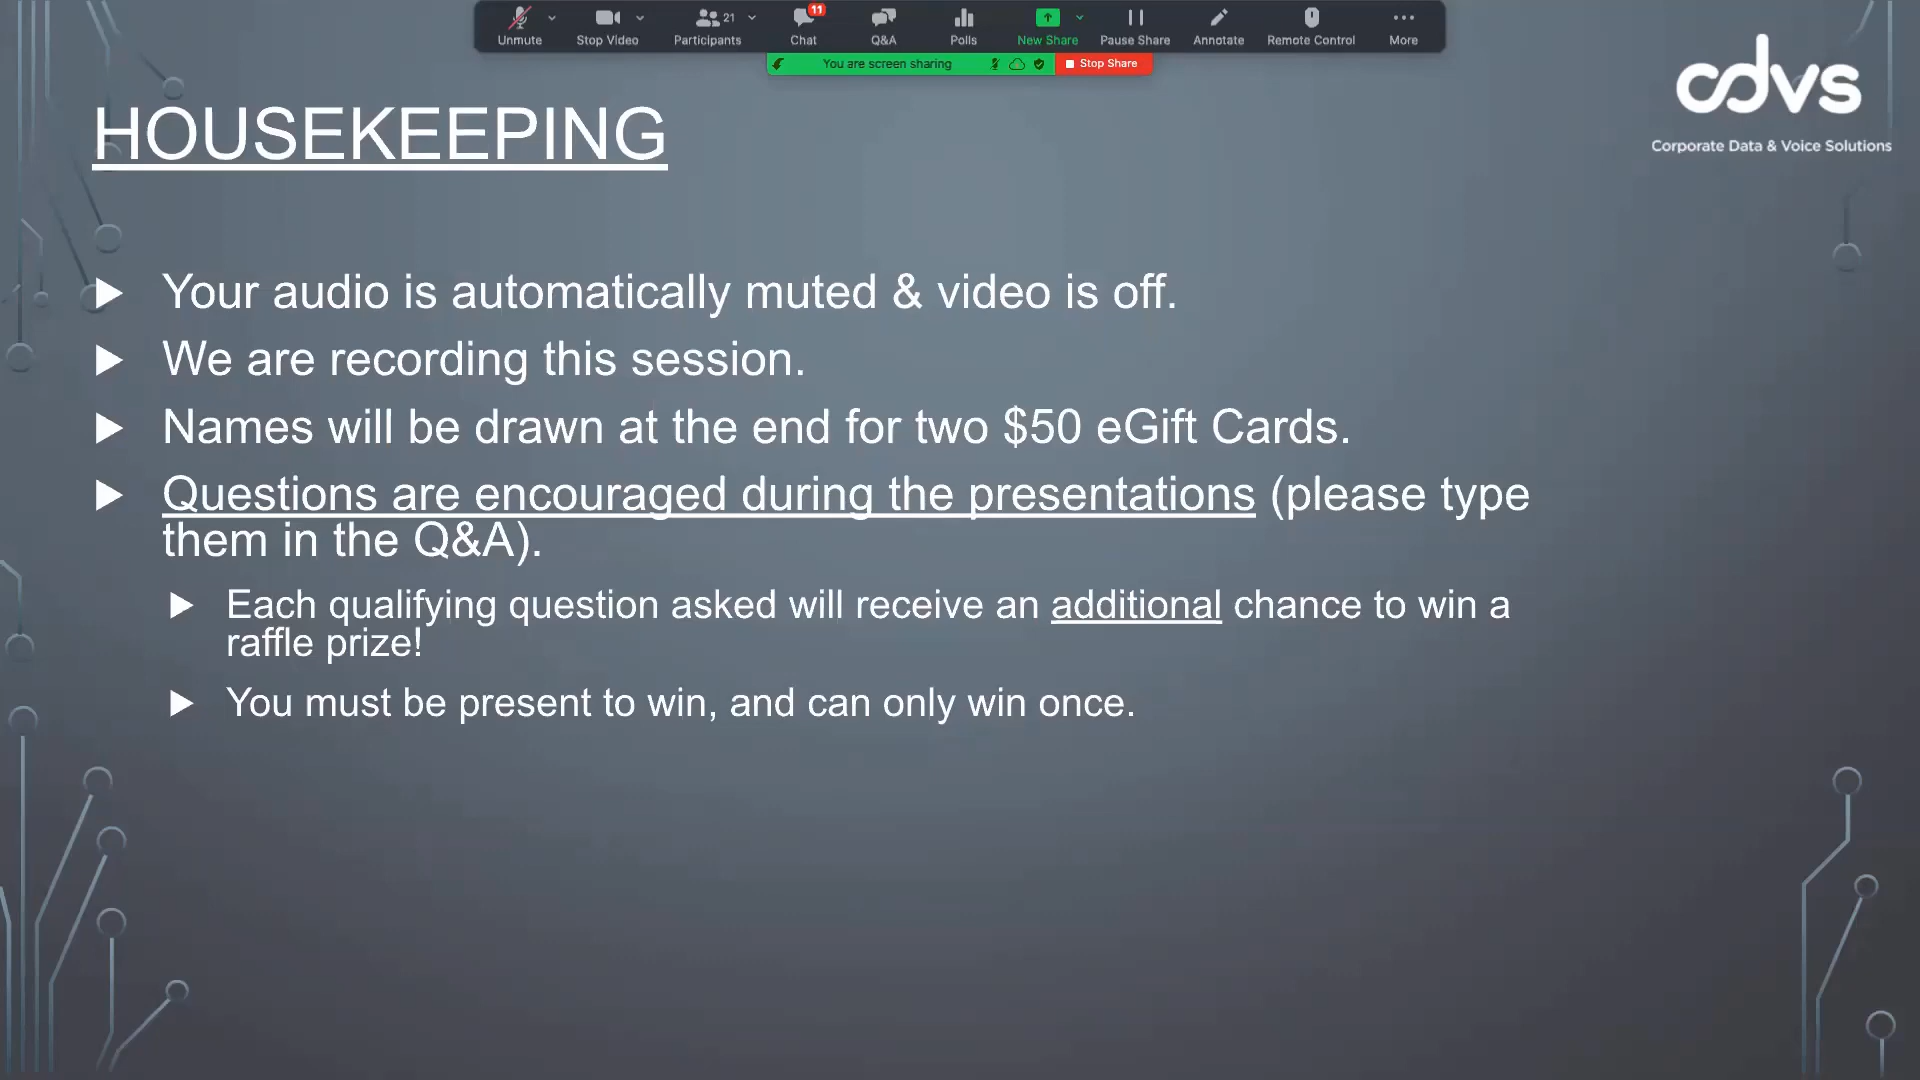 Unmute
Stop Video
21
Participants
11
Chat
Q&A
Polls
New Share
Pause Share
Annotate
Remote Control
More
You are screen sharing
Stop Share
cdvs
Corporate Data & Voice Solutions
HOUSEKEEPING
Your audio is automatically muted & video is off.
We are recording this session.
Names will be drawn at the end for two $50 eGift Cards.
Questions are encouraged during the presentations (please type
them in the Q&A).
Each qualifying question asked will receive an additional chance to win a
raffle prize!
You must be present to win, and can only win once.